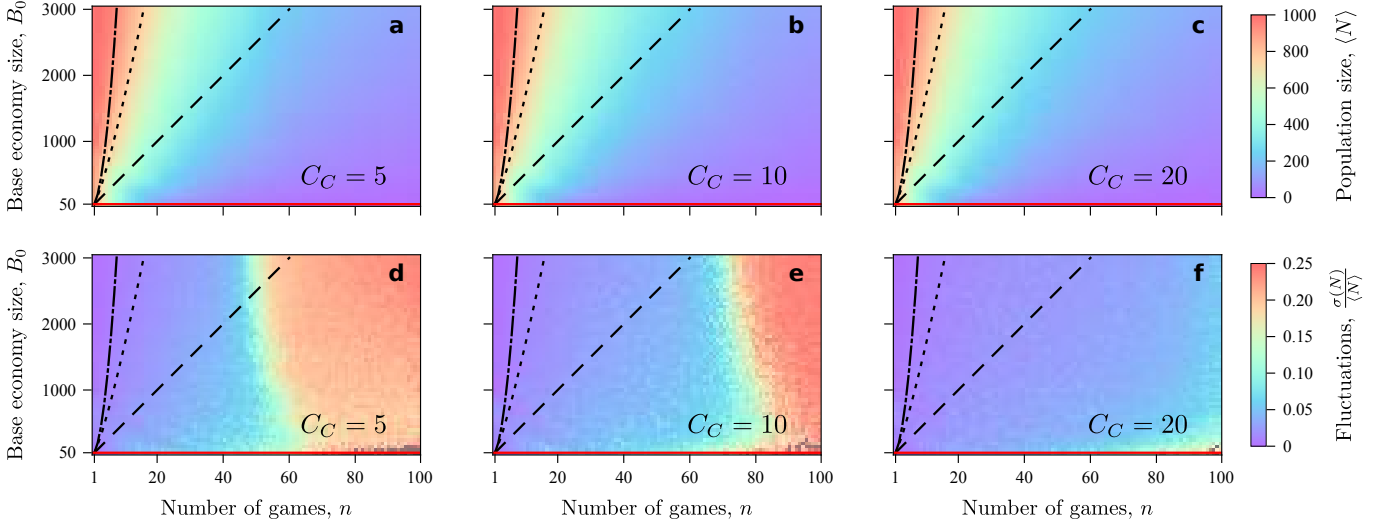 Base economy size, B₀
3000
2000
1000
50
a
C_C = 5
b
C_C = 10
c
C_C = 20
1000
800
600
400
200
0
Population size, ⟨N⟩
Base economy size, B₀
3000
2000
1000
50
d
C_C = 5
e
C_C = 10
f
C_C = 20
0.25
0.20
0.15
0.10
0.05
0
Fluctuations, σ(N)/⟨N⟩
1 20 40 60 80 100
1 20 40 60 80 100
1 20 40 60 80 100
Number of games, n
Number of games, n
Number of games, n